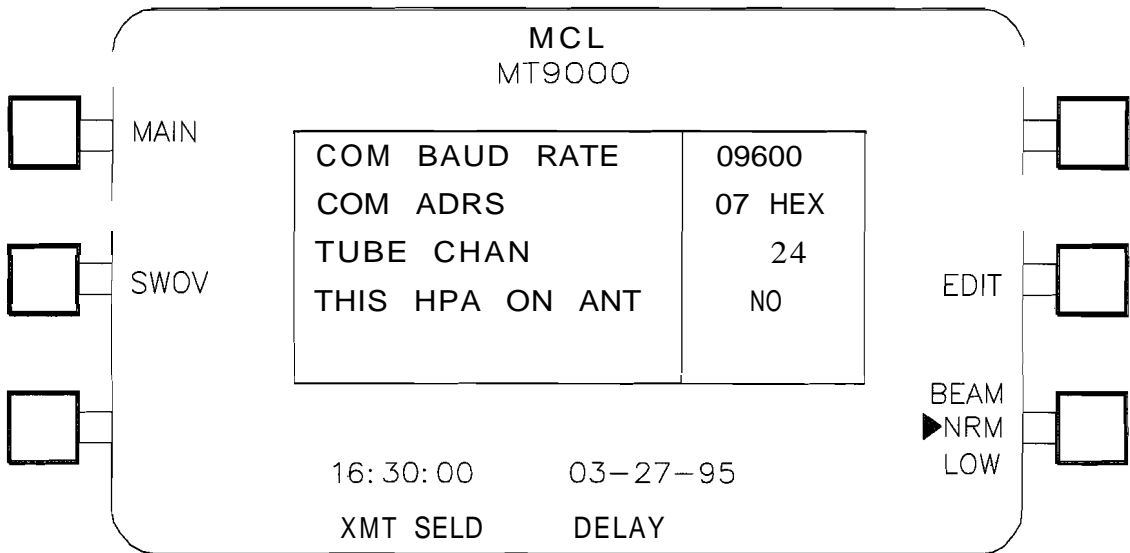 MCL
MT9000
MAIN
COM BAUD RATE 09600
COM ADRS 07 HEX
TUBE CHAN 24
SWOV
EDIT
THIS HPA ON ANT NO
BEAM
▶NRM
LOW
16:30:00 03-27-95
XMT SELD DELAY